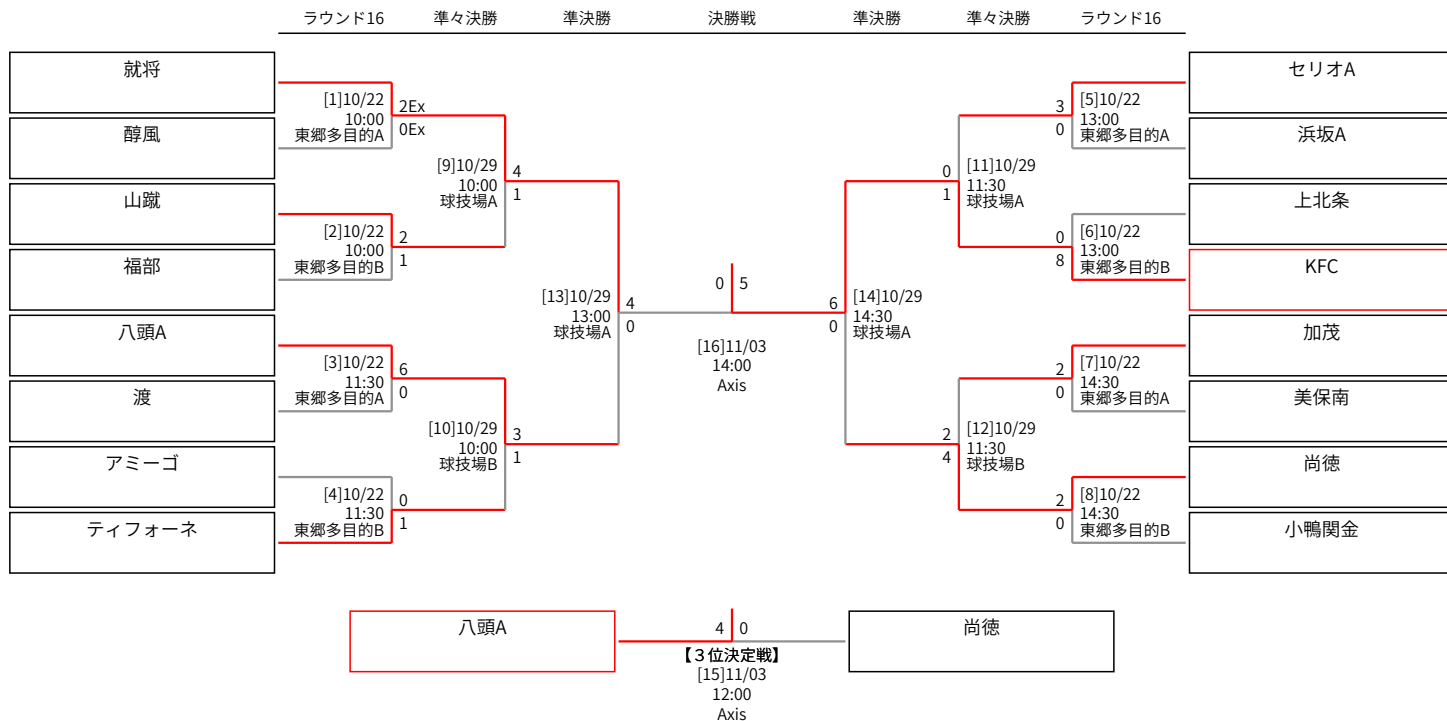 ラウンド16 準々決勝 準決勝 決勝戦 準決勝 準々決勝 ラウンド16
就将
醇風
山蹴
福部
八頭A
渡
アミーゴ
ティフォーネ
[1]10/22
10:00
東郷多目的A
2Ex
0Ex
[2]10/22
10:00
東郷多目的B
2
1
[3]10/22
11:30
東郷多目的A
6
0
[4]10/22
11:30
東郷多目的B
0
1
[9]10/29
10:00
球技場A
4
1
[10]10/29
10:00
球技場B
3
1
[13]10/29
13:00
球技場A
4
0
0 5
[16]11/03
14:00
Axis
6
0
[14]10/29
14:30
球技場A
0
1
[11]10/29
11:30
球技場A
2
4
[12]10/29
11:30
球技場B
3
0
[5]10/22
13:00
東郷多目的A
0
8
[6]10/22
13:00
東郷多目的B
2
0
[7]10/22
14:30
東郷多目的A
2
0
[8]10/22
14:30
東郷多目的B
セリオA
浜坂A
上北条
KFC
加茂
美保南
尚徳
小鴨関金
八頭A
4 0
尚徳
【３位決定戦】
[15]11/03
12:00
Axis